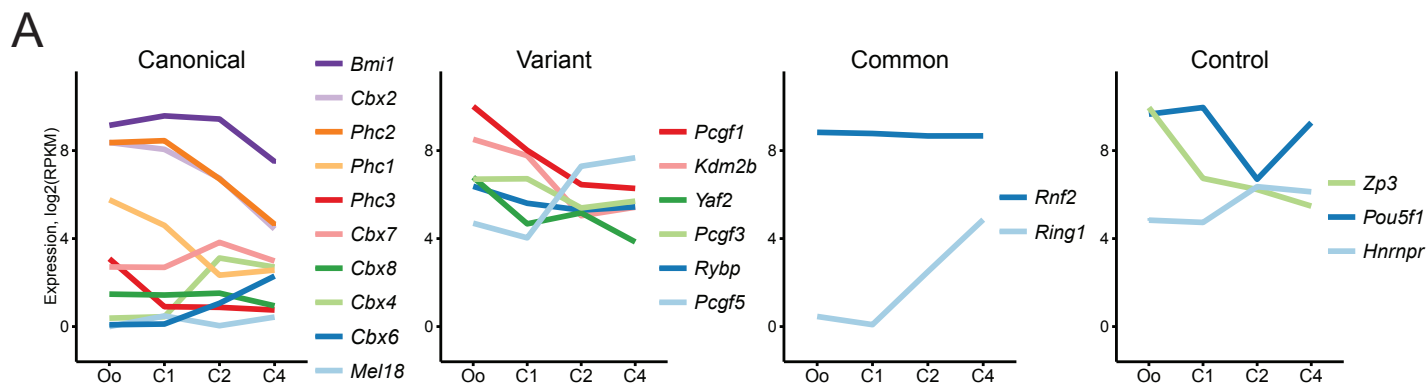 A
Canonical
Variant
Common
Control
Expression, log2(RPKM)
8
4
0
Oo C1 C2 C4
Bmi1
Cbx2
Phc2
Phc1
Phc3
Cbx7
Cbx8
Cbx4
Cbx6
Mel18
8
4
0
Oo C1 C2 C4
Pcgf1
Kdm2b
Yaf2
Pcgf3
Rybp
Pcgf5
8
4
0
Oo C1 C2 C4
Rnf2
Ring1
8
4
0
Oo C1 C2 C4
Zp3
Pou5f1
Hnrnpr